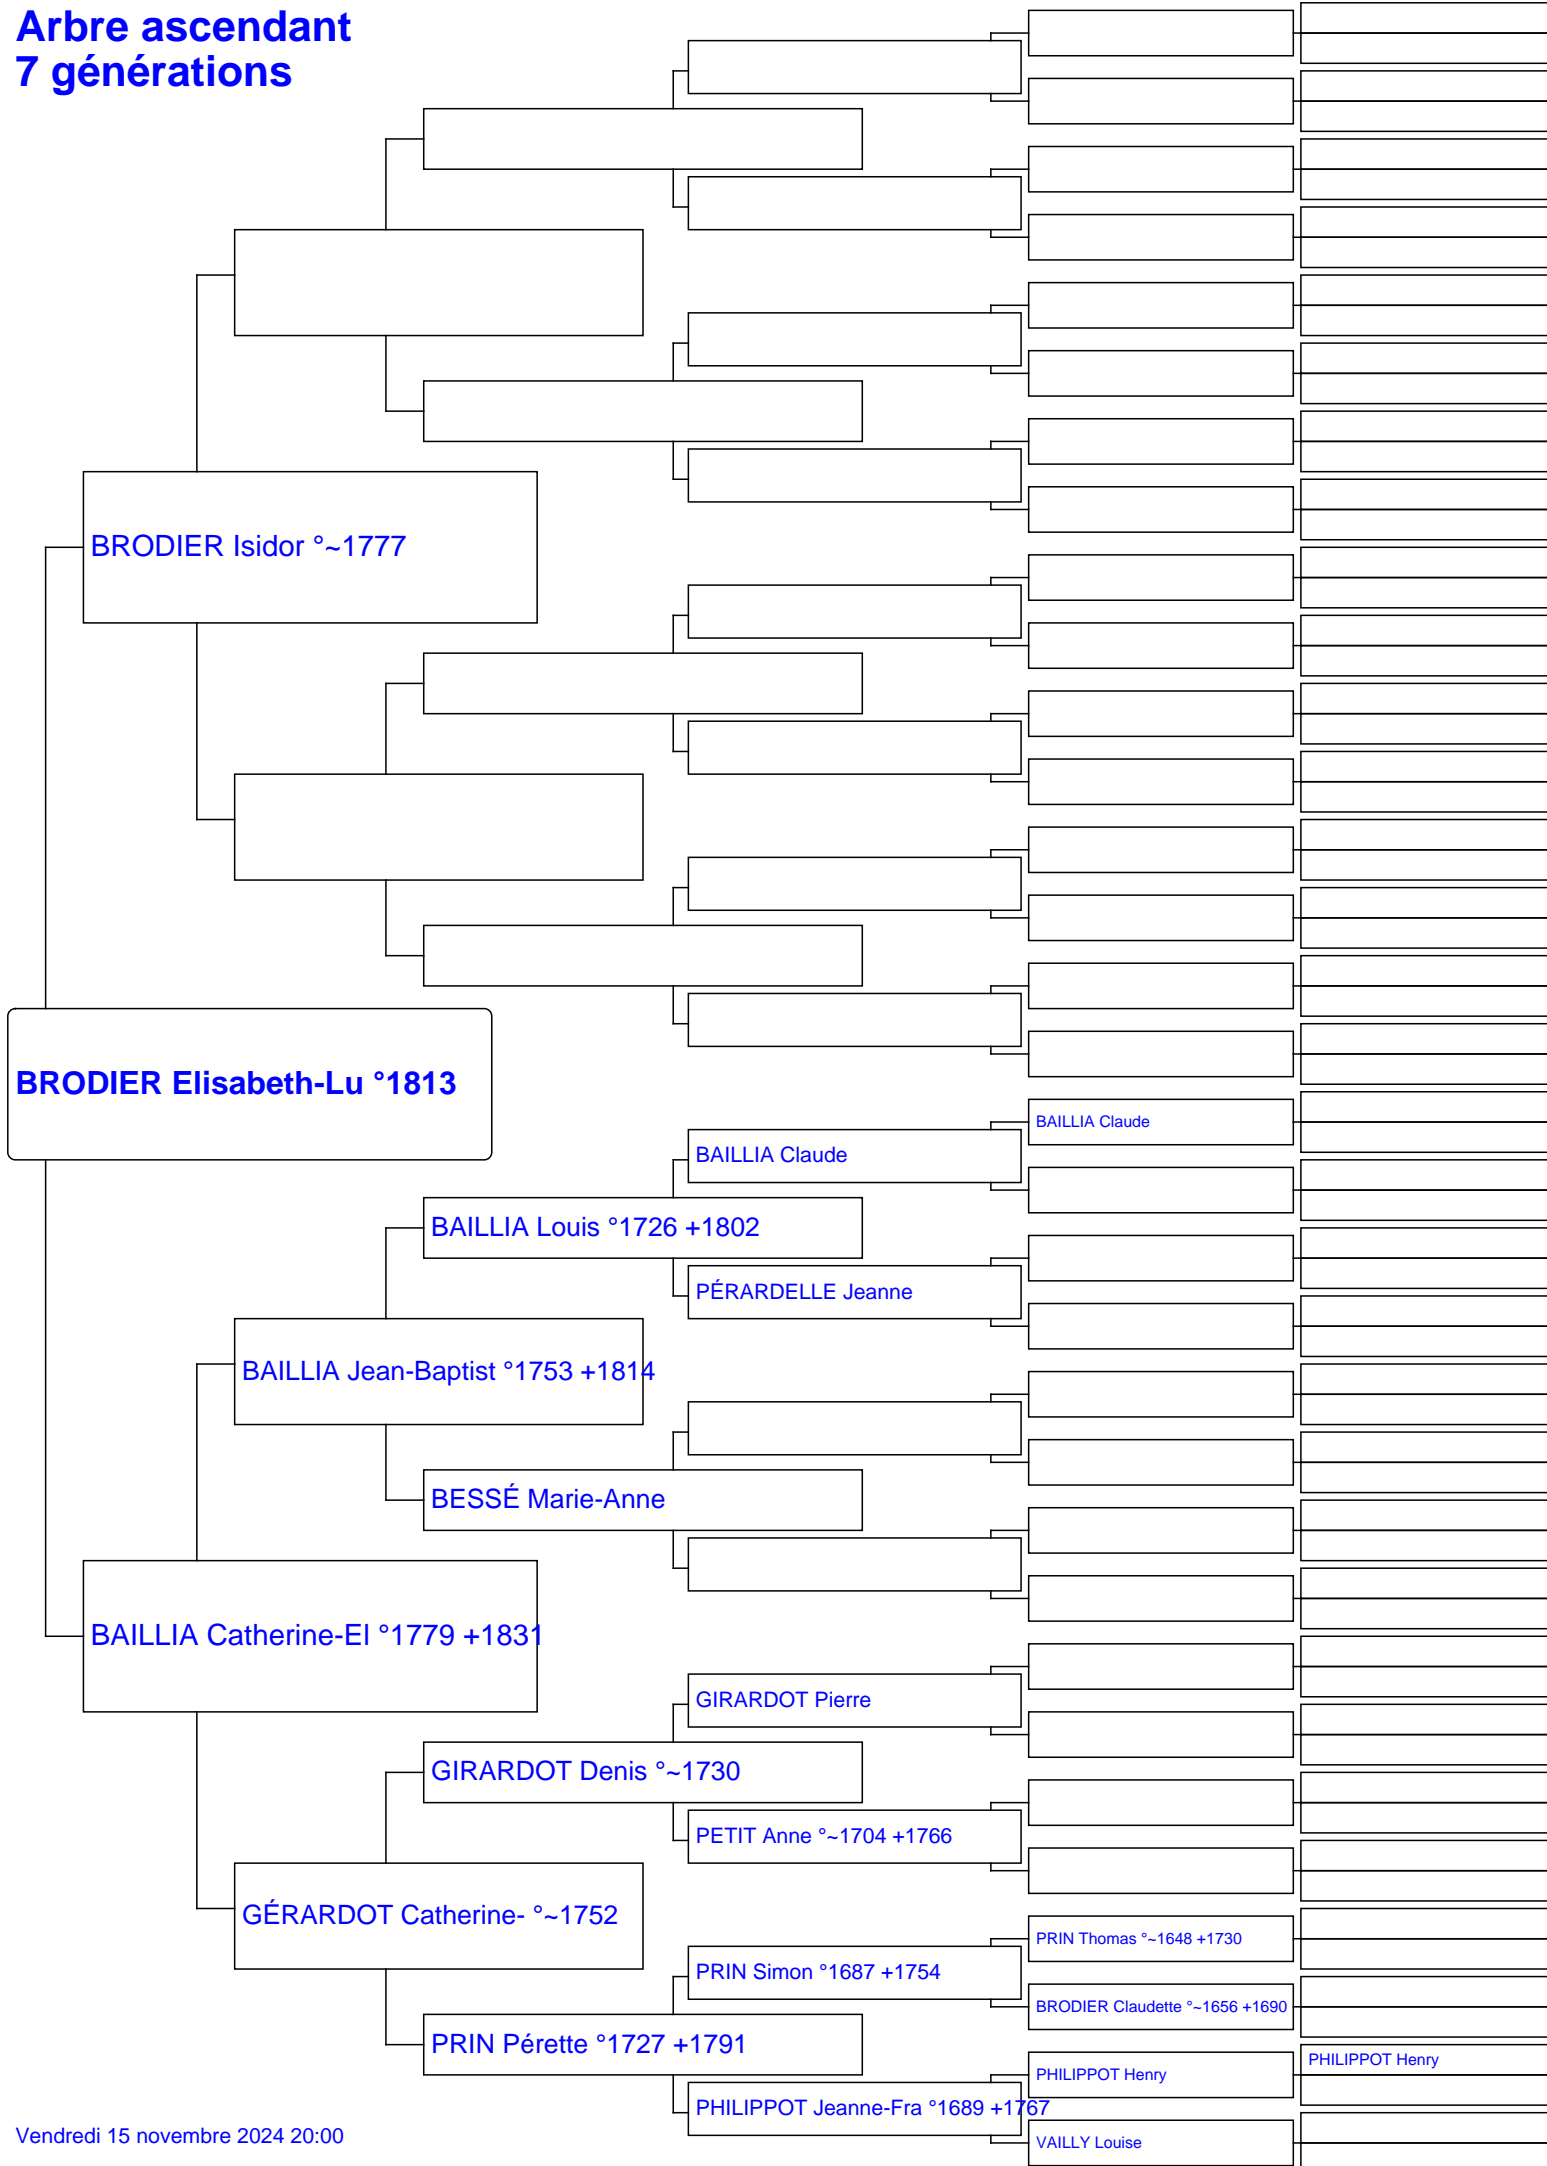 Arbre ascendant
7 générations
BRODIER Isidor °~1777
BRODIER Elisabeth-Lu °1813
BAILLIA Claude
BAILLIA Claude
BAILLIA Louis °1726 +1802
PÉRARDELLE Jeanne
BAILLIA Jean-Baptist °1753 +1814
BESSÉ Marie-Anne
BAILLIA Catherine-El °1779 +1831
GIRARDOT Pierre
GIRARDOT Denis °~1730
PETIT Anne °~1704 +1766
GÉRARDOT Catherine- °~1752
PRIN Thomas °~1648 +1730
PRIN Simon °1687 +1754
BRODIER Claudette °~1656 +1690
PRIN Pérette °1727 +1791
PHILIPPOT Henry
PHILIPPOT Henry
PHILIPPOT Jeanne-Fra °1689 +1767
VAILLY Louise
Vendredi 15 novembre 2024 20:00